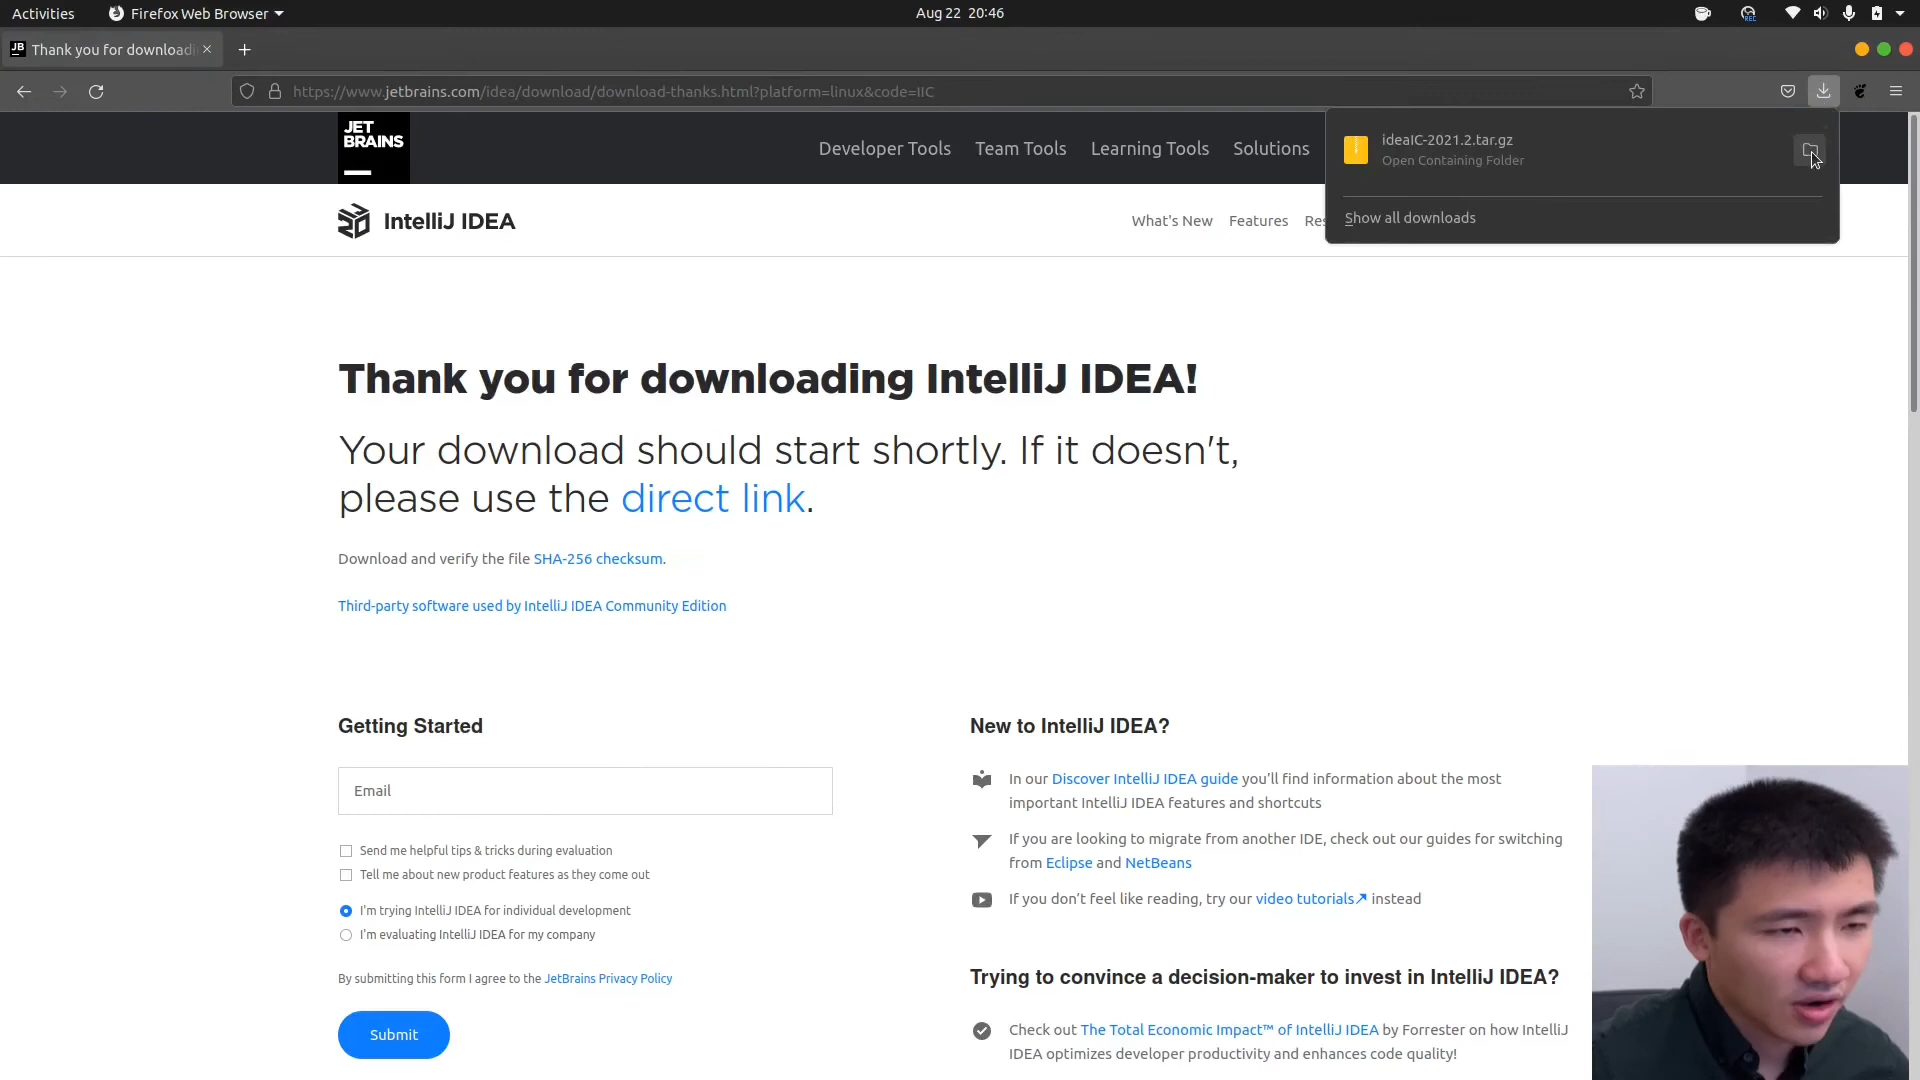 Activities
Firefox Web Browser
Aug 22 20:46
REC
JB
Thank you for downloadi
https://www.jetbrains.com/idea/download/download-thanks.html?platform=linux&code=IIC
JET
BRAINS
Developer Tools
Team Tools
Learning Tools
Solutions
ideaIC-2021.2.tar.gz
Open Containing Folder
Show all downloads
IntelliJ IDEA
What's New
Features
Res
Thank you for downloading IntelliJ IDEA!
Your download should start shortly. If it doesn't,
please use the direct link.
Download and verify the file SHA-256 checksum.
Third-party software used by IntelliJ IDEA Community Edition
Getting Started
Email
Send me helpful tips & tricks during evaluation
Tell me about new product features as they come out
I'm trying IntelliJ IDEA for individual development
I'm evaluating IntelliJ IDEA for my company
By submitting this form I agree to the JetBrains Privacy Policy
Submit
New to IntelliJ IDEA?
In our Discover IntelliJ IDEA guide you'll find information about the most
important IntelliJ IDEA features and shortcuts
If you are looking to migrate from another IDE, check out our guides for switching
from Eclipse and NetBeans
If you don't feel like reading, try our video tutorials↗ instead
Trying to convince a decision-maker to invest in IntelliJ IDEA?
Check out The Total Economic Impact™ of IntelliJ IDEA by Forrester on how IntelliJ
IDEA optimizes developer productivity and enhances code quality!